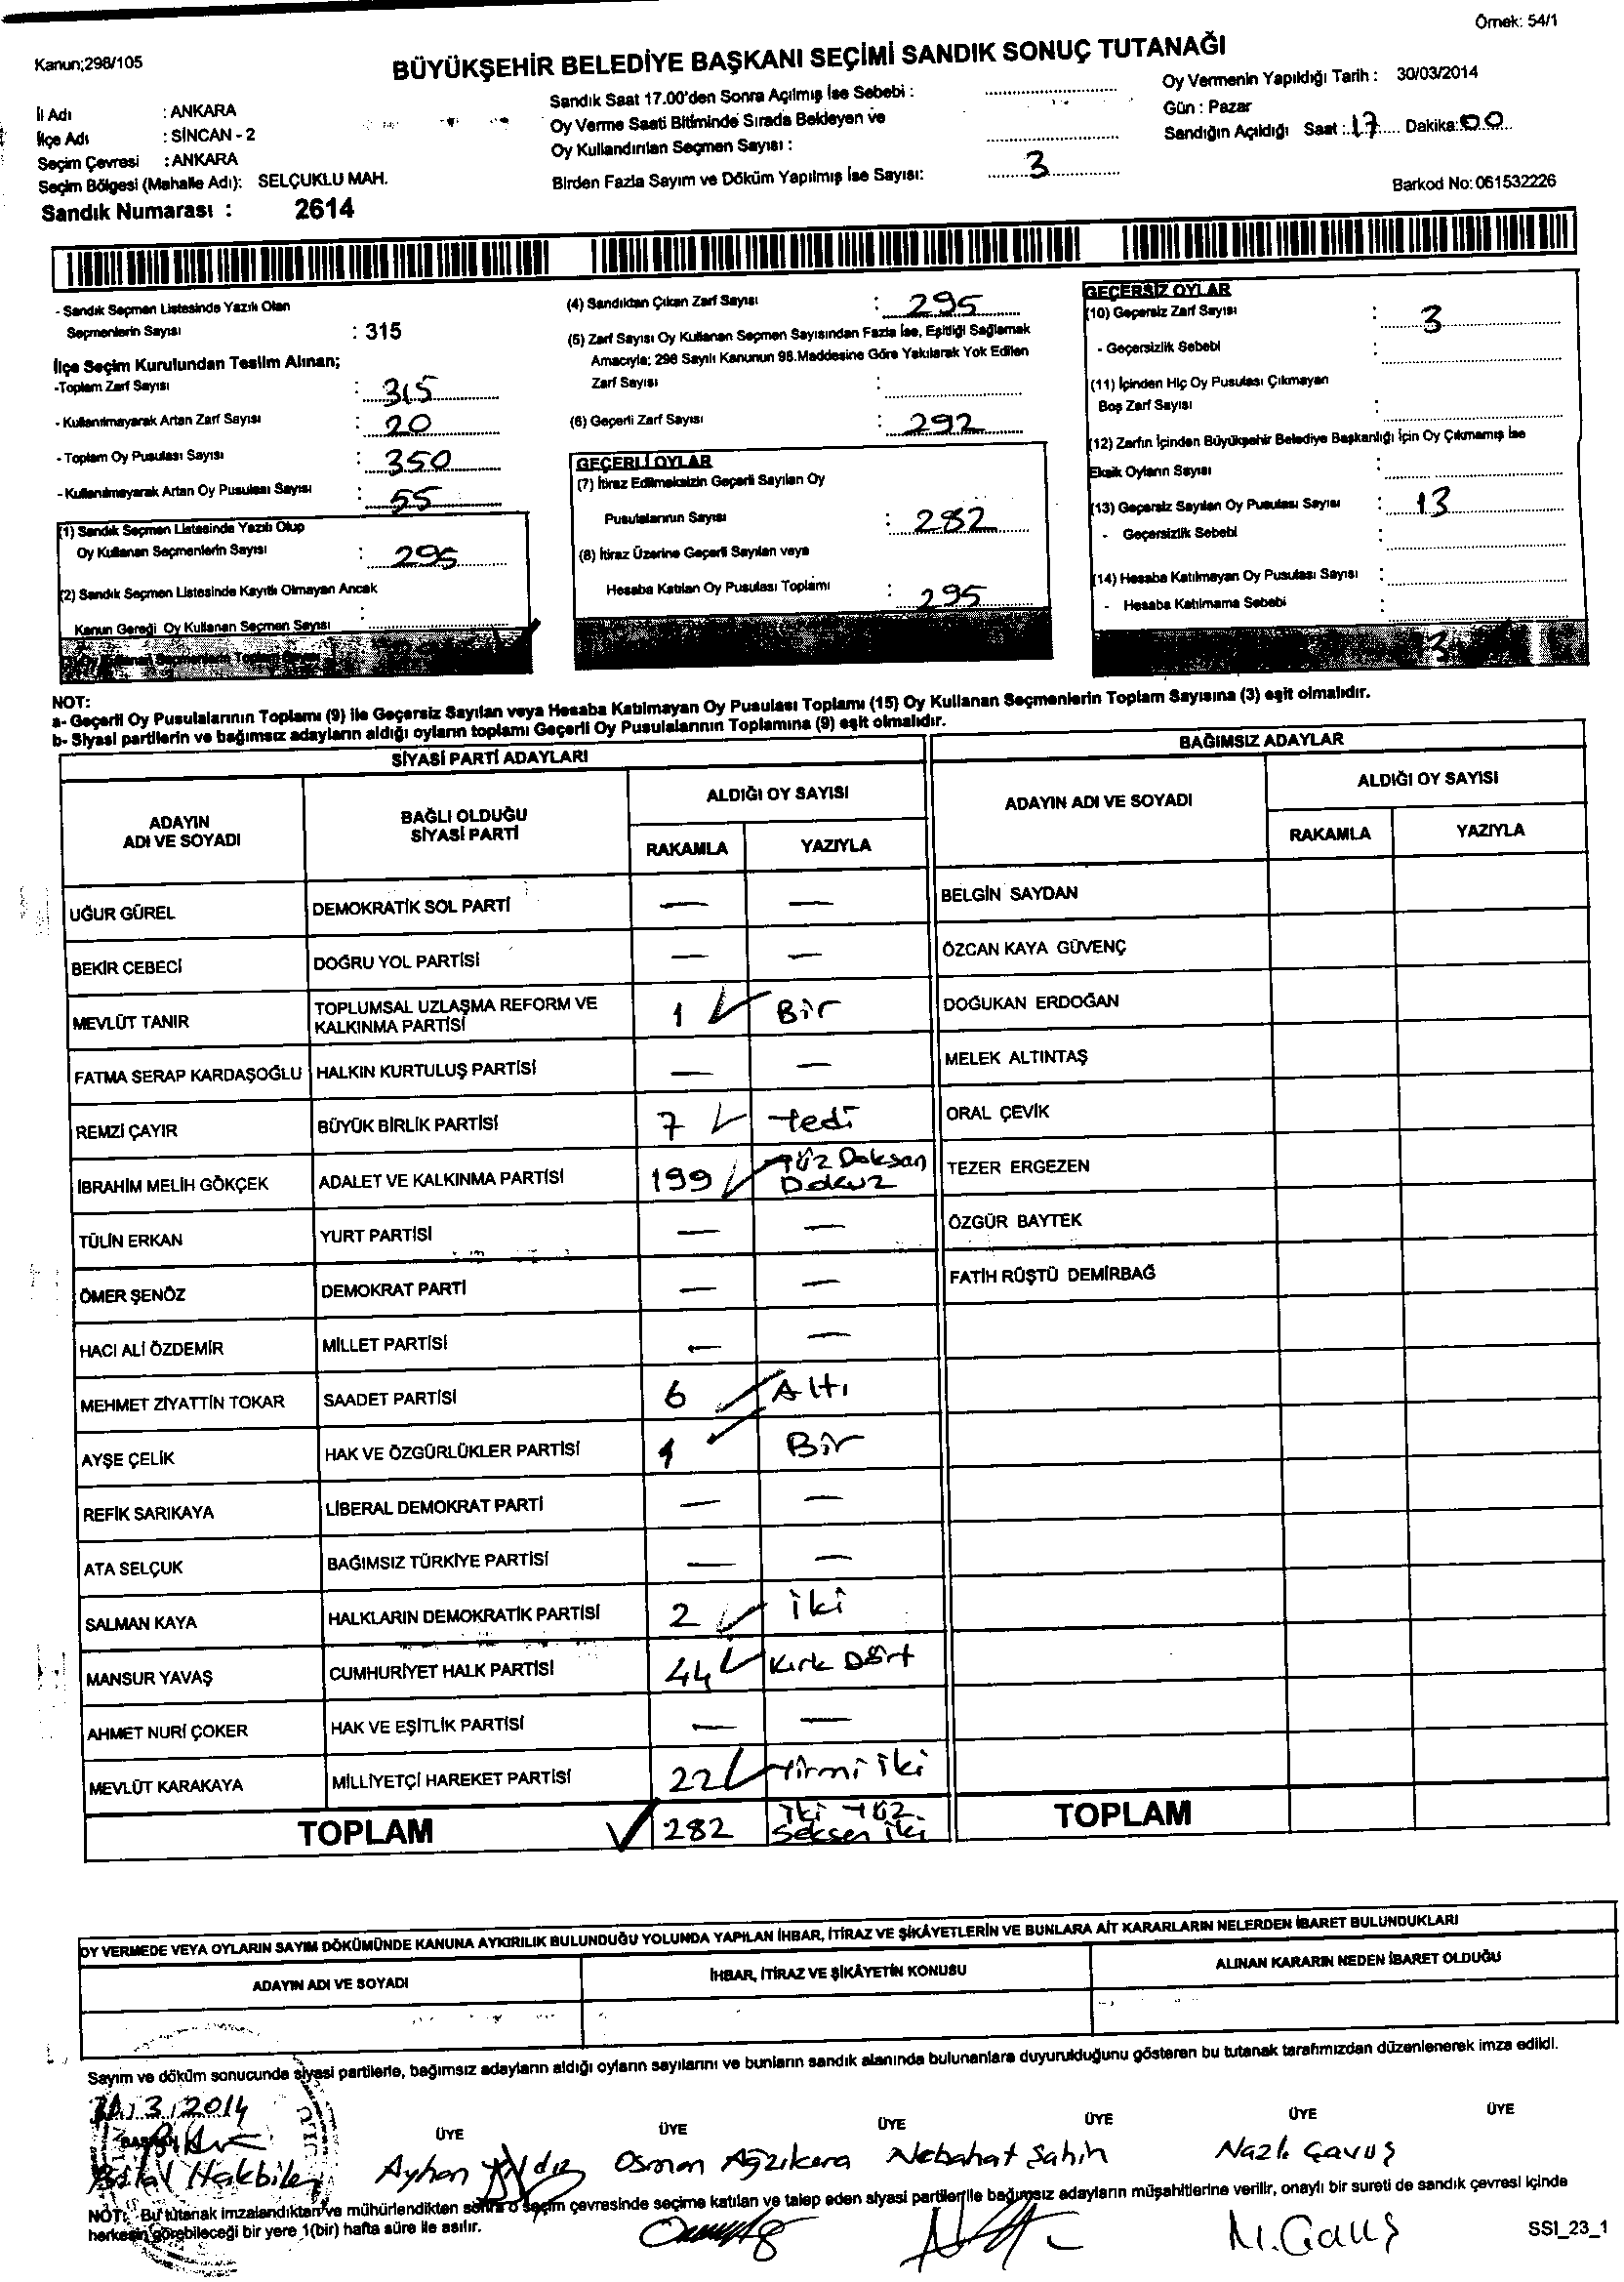 Örnek: 54/1
Kanun;298/105
BÜYÜKŞEHİR BELEDİYE BAŞKANI SEÇİMİ SANDIK SONUÇ TUTANAĞI
İl Adı : ANKARA
İlçe Adı : SİNCAN - 2
Seçim Çevresi : ANKARA
Seçim Bölgesi (Mahalle Adı): SELÇUKLU MAH.
Sandık Numarası : 2614
Sandık Saat 17.00'den Sonra Açılmış İse Sebebi :
Oy Verme Saati Bitiminde Sırada Bekleyen ve
Oy Kullandırılan Seçmen Sayısı :
Birden Fazla Sayım ve Döküm Yapılmış İse Sayısı: 3
Oy Vermenin Yapıldığı Tarih : 30/03/2014
Gün : Pazar
Sandığın Açıldığı Saat : 17 Dakika: 00
Barkod No: 061532226
- Sandık Seçmen Listesinde Yazılı Olan
Seçmenlerin Sayısı : 315
İlçe Seçim Kurulundan Teslim Alınan;
-Toplam Zarf Sayısı : 315
- Kullanılmayarak Artan Zarf Sayısı : 20
- Toplam Oy Pusulası Sayısı : 350
- Kullanılmayarak Artan Oy Pusulası Sayısı : 55
(1) Sandık Seçmen Listesinde Yazılı Olup
Oy Kullanan Seçmenlerin Sayısı : 295
(2) Sandık Seçmen Listesinde Kayıtlı Olmayan Ancak
Kanun Gereği Oy Kullanan Seçmen Sayısı :
(4) Sandıktan Çıkan Zarf Sayısı : 295
(5) Zarf Sayısı Oy Kullanan Seçmen Sayısından Fazla İse, Eşitliği Sağlamak
Amacıyla; 298 Sayılı Kanunun 98.Maddesine Göre Yakılarak Yok Edilen
Zarf Sayısı :
(6) Geçerli Zarf Sayısı : 292
GEÇERLİ OYLAR
(7) İtiraz Edilmeksizin Geçerli Sayılan Oy
Pusulalarının Sayısı : 282
(8) İtiraz Üzerine Geçerli Sayılan veya
Hesaba Katılan Oy Pusulası Toplamı : 295
GEÇERSİZ OYLAR
(10) Geçersiz Zarf Sayısı : 3
- Geçersizlik Sebebi :
(11) İçinden Hiç Oy Pusulası Çıkmayan
Boş Zarf Sayısı :
(12) Zarfın İçinden Büyükşehir Belediye Başkanlığı İçin Oy Çıkmamış İse
Eksik Oyların Sayısı :
(13) Geçersiz Sayılan Oy Pusulası Sayısı : 13
- Geçersizlik Sebebi :
(14) Hesaba Katılmayan Oy Pusulası Sayısı :
- Hesaba Katılmama Sebebi :
13
NOT:
a- Geçerli Oy Pusulalarının Toplamı (9) ile Geçersiz Sayılan veya Hesaba Katılmayan Oy Pusulası Toplamı (15) Oy Kullanan Seçmenlerin Toplam Sayısına (3) eşit olmalıdır.
b- Siyasi partilerin ve bağımsız adayların aldığı oyların toplamı Geçerli Oy Pusulalarının Toplamına (9) eşit olmalıdır.
SİYASİ PARTİ ADAYLARI
BAĞIMSIZ ADAYLAR
ADAYIN ADI VE SOYADI
BAĞLI OLDUĞU SİYASİ PARTİ
ALDIĞI OY SAYISI
RAKAMLA YAZIYLA
ADAYIN ADI VE SOYADI
ALDIĞI OY SAYISI
RAKAMLA YAZIYLA
UĞUR GÜREL DEMOKRATİK SOL PARTİ — — BELGİN SAYDAN
BEKİR CEBECİ DOĞRU YOL PARTİSİ — — ÖZCAN KAYA GÜVENÇ
MEVLÜT TANIR TOPLUMSAL UZLAŞMA REFORM VE KALKINMA PARTİSİ 1 Bir DOĞUKAN ERDOĞAN
FATMA SERAP KARDAŞOĞLU HALKIN KURTULUŞ PARTİSİ — — MELEK ALTINTAŞ
REMZİ ÇAYIR BÜYÜK BİRLİK PARTİSİ 7 Yedi ORAL ÇEVİK
İBRAHİM MELİH GÖKÇEK ADALET VE KALKINMA PARTİSİ 199 Yüz Doksan Dokuz TEZER ERGEZEN
TÜLİN ERKAN YURT PARTİSİ — — ÖZGÜR BAYTEK
ÖMER ŞENÖZ DEMOKRAT PARTİ — — FATİH RÜŞTÜ DEMİRBAĞ
HACI ALİ ÖZDEMİR MİLLET PARTİSİ — —
MEHMET ZİYATTİN TOKAR SAADET PARTİSİ 6 Altı
AYŞE ÇELİK HAK VE ÖZGÜRLÜKLER PARTİSİ 1 Bir
REFİK SARIKAYA LİBERAL DEMOKRAT PARTİ — —
ATA SELÇUK BAĞIMSIZ TÜRKİYE PARTİSİ — —
SALMAN KAYA HALKLARIN DEMOKRATİK PARTİSİ 2 iki
MANSUR YAVAŞ CUMHURİYET HALK PARTİSİ 44 Kırk Dört
AHMET NURİ ÇOKER HAK VE EŞİTLİK PARTİSİ — —
MEVLÜT KARAKAYA MİLLİYETÇİ HAREKET PARTİSİ 22 Yirmi iki
TOPLAM 282 İki Yüz Seksen İki TOPLAM
OY VERMEDE VEYA OYLARIN SAYIM DÖKÜMÜNDE KANUNA AYKIRILIK BULUNDUĞU YOLUNDA YAPILAN İHBAR, İTİRAZ VE ŞİKÂYETLERİN VE BUNLARA AİT KARARLARIN NELERDEN İBARET BULUNDUKLARI
ADAYIN ADI VE SOYADI İHBAR, İTİRAZ VE ŞİKÂYETİN KONUSU ALINAN KARARIN NEDEN İBARET OLDUĞU
Sayım ve döküm sonucunda siyasi partilerle, bağımsız adayların aldığı oyların sayılarını ve bunların sandık alanında bulunanlara duyurulduğunu gösteren bu tutanak tarafımızdan düzenlenerek imza edildi.
3 2014
BAŞKAN ÜYE ÜYE ÜYE ÜYE ÜYE ÜYE
Ayhan Yıldız Osman Ağzıkara Nebahat Şahin Nazlı Çavuş
NOT: Bu tutanak imzalandıktan ve mühürlendikten sonra o seçim çevresinde seçime katılan ve talep eden siyasi partiler ile bağımsız adayların müşahitlerine verilir, onaylı bir sureti de sandık çevresi içinde
herkesin görebileceği bir yere 1(bir) hafta süre ile asılır.
SSI_23_1